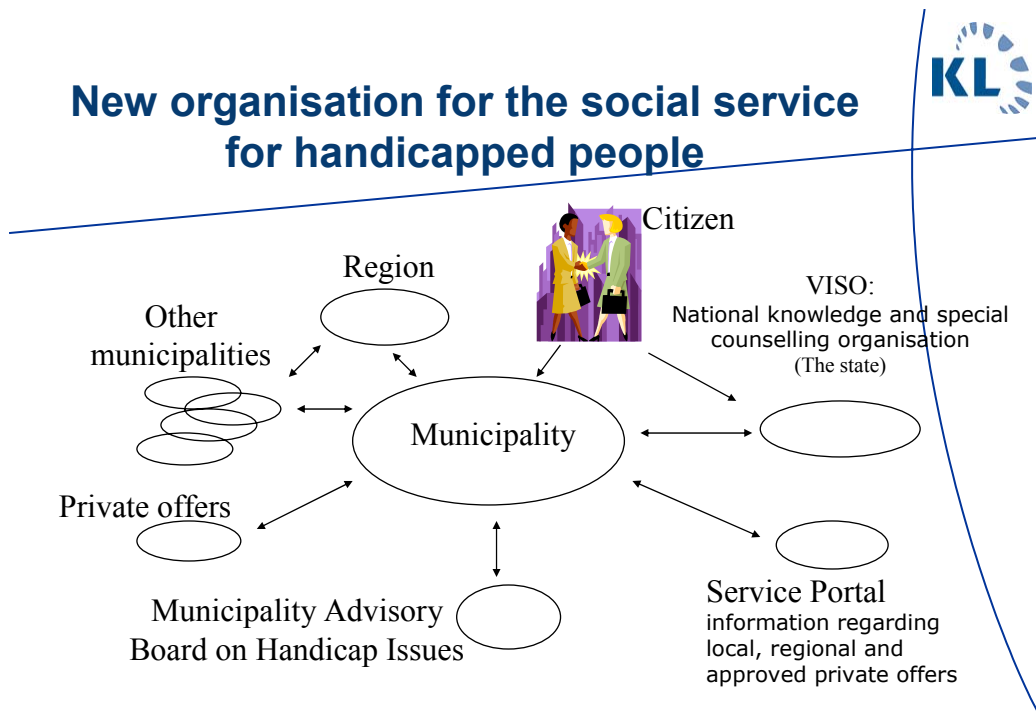 KL
New organisation for the social service
for handicapped people
Citizen
Region
VISO:
National knowledge and special
counselling organisation
(The state)
Other
municipalities
Municipality
Private offers
Municipality Advisory
Board on Handicap Issues
Service Portal
information regarding
local, regional and
approved private offers